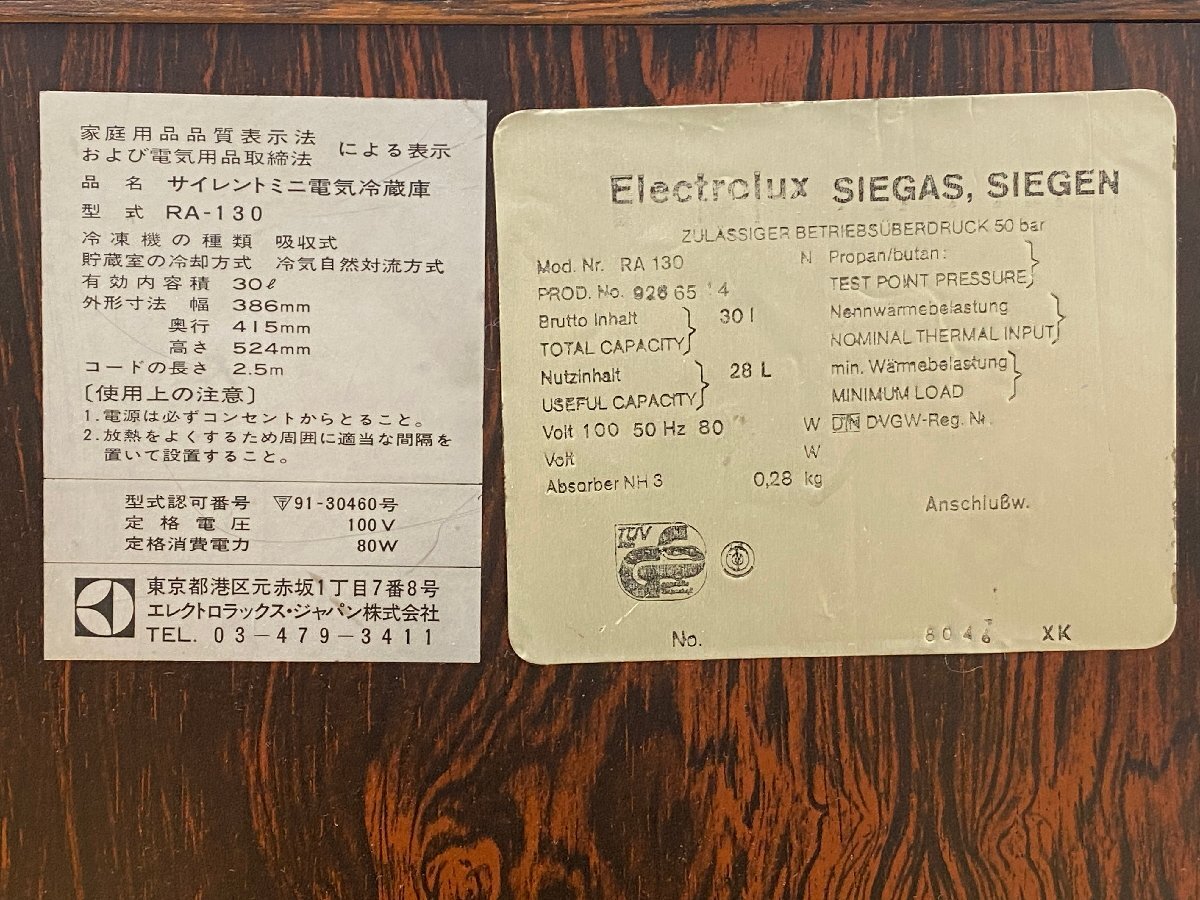 家庭用品品質表示法
および電気用品取締法 による表示
品名 サイレントミニ電気冷蔵庫
型式 RA-130
冷凍機の種類 吸収式
貯蔵室の冷却方式 冷気自然対流方式
有効内容積 30ℓ
外形寸法 幅 386mm
奥行 415mm
高さ 524mm
コードの長さ 2.5m
〔使用上の注意〕
1.電源は必ずコンセントからとること。
2.放熱をよくするため周囲に適当な間隔を
置いて設置すること。
型式認可番号 〒91-30460号
定格電圧 100V
定格消費電力 80W
東京都港区元赤坂1丁目7番8号
エレクトロラックス・ジャパン株式会社
TEL. 03-479-3411
Electrolux SIEGAS, SIEGEN
ZULÄSSIGER BETRIEBSÜBERDRUCK 50 bar
Mod. Nr. RA 130
PROD. No. 926 65 4
Brutto Inhalt 30 l
TOTAL CAPACITY
Nutzinhalt 28 L
USEFUL CAPACITY
Volt 100 50 Hz 80 W
Volt W
Absorber NH3 0,28 kg
N Propan/butan:
TEST POINT PRESSURE
Nennwärmebelastung
NOMINAL THERMAL INPUT
min. Wärmebelastung
MINIMUM LOAD
DIN DVGW-Reg. Nr.
Anschlußw.
TÜV
No. XK